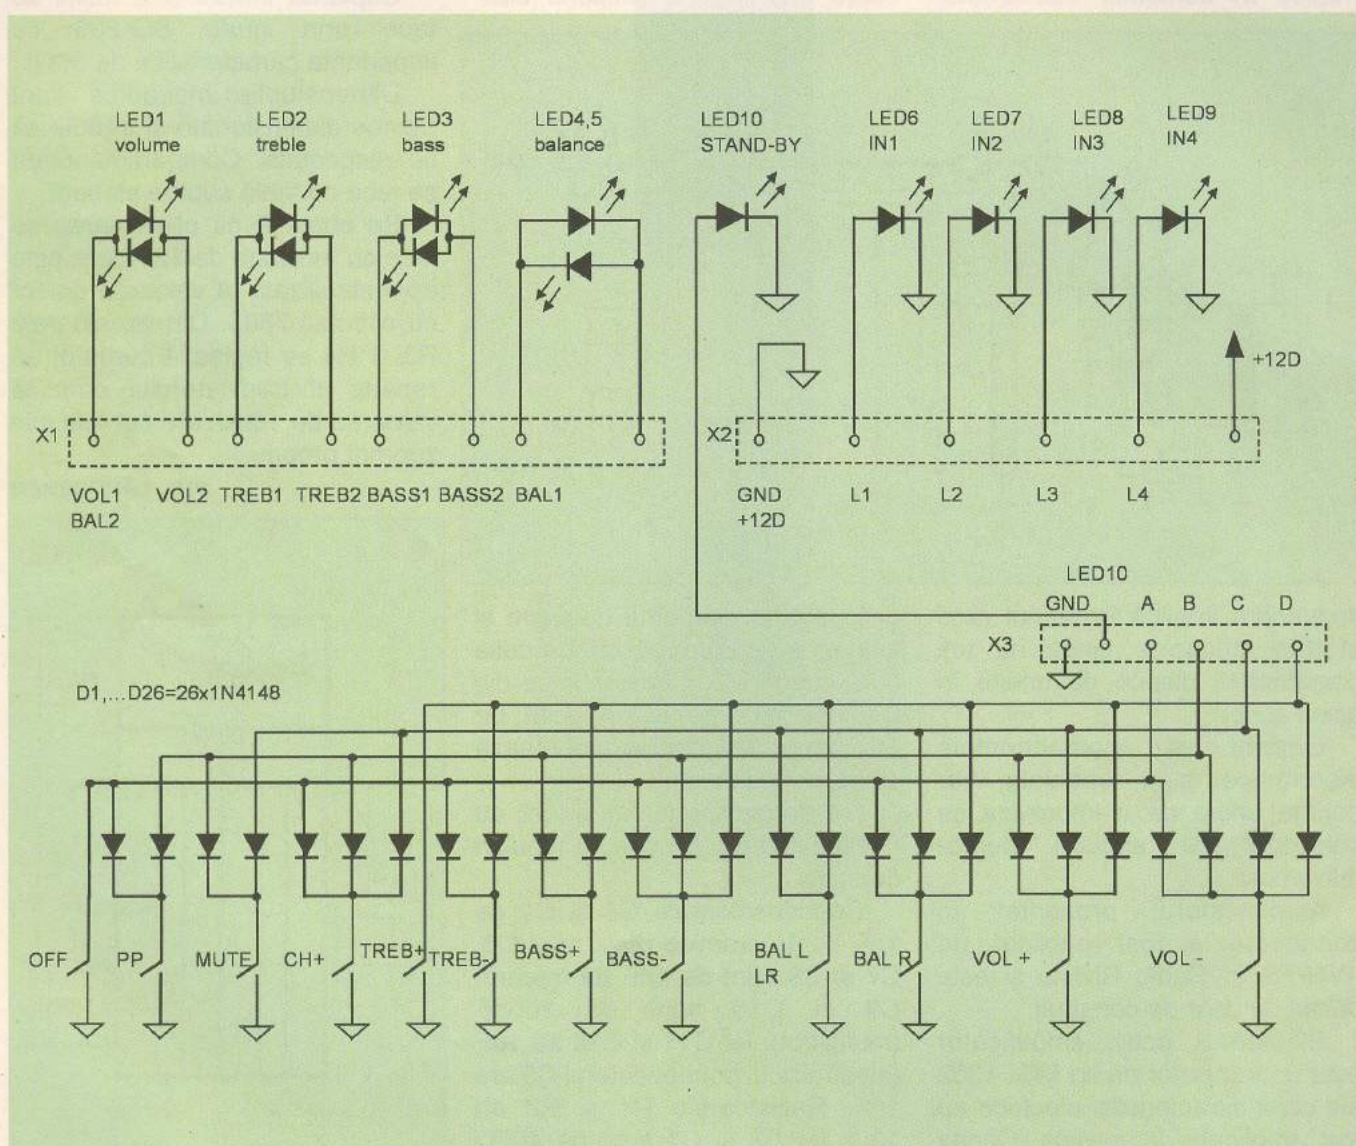 LED1
volume
LED2
treble
LED3
bass
LED4,5
balance
LED10
STAND-BY
LED6
IN1
LED7
IN2
LED8
IN3
LED9
IN4
+12D
X1
X2
VOL1
BAL2
VOL2
TREB1
TREB2
BASS1
BASS2
BAL1
GND
+12D
L1
L2
L3
L4
LED10
GND
A
B
C
D
X3
D1,...D26=26x1N4148
OFF
PP
MUTE
CH+
TREB+
TREB-
BASS+
BASS-
BAL L
LR
BAL R
VOL +
VOL -